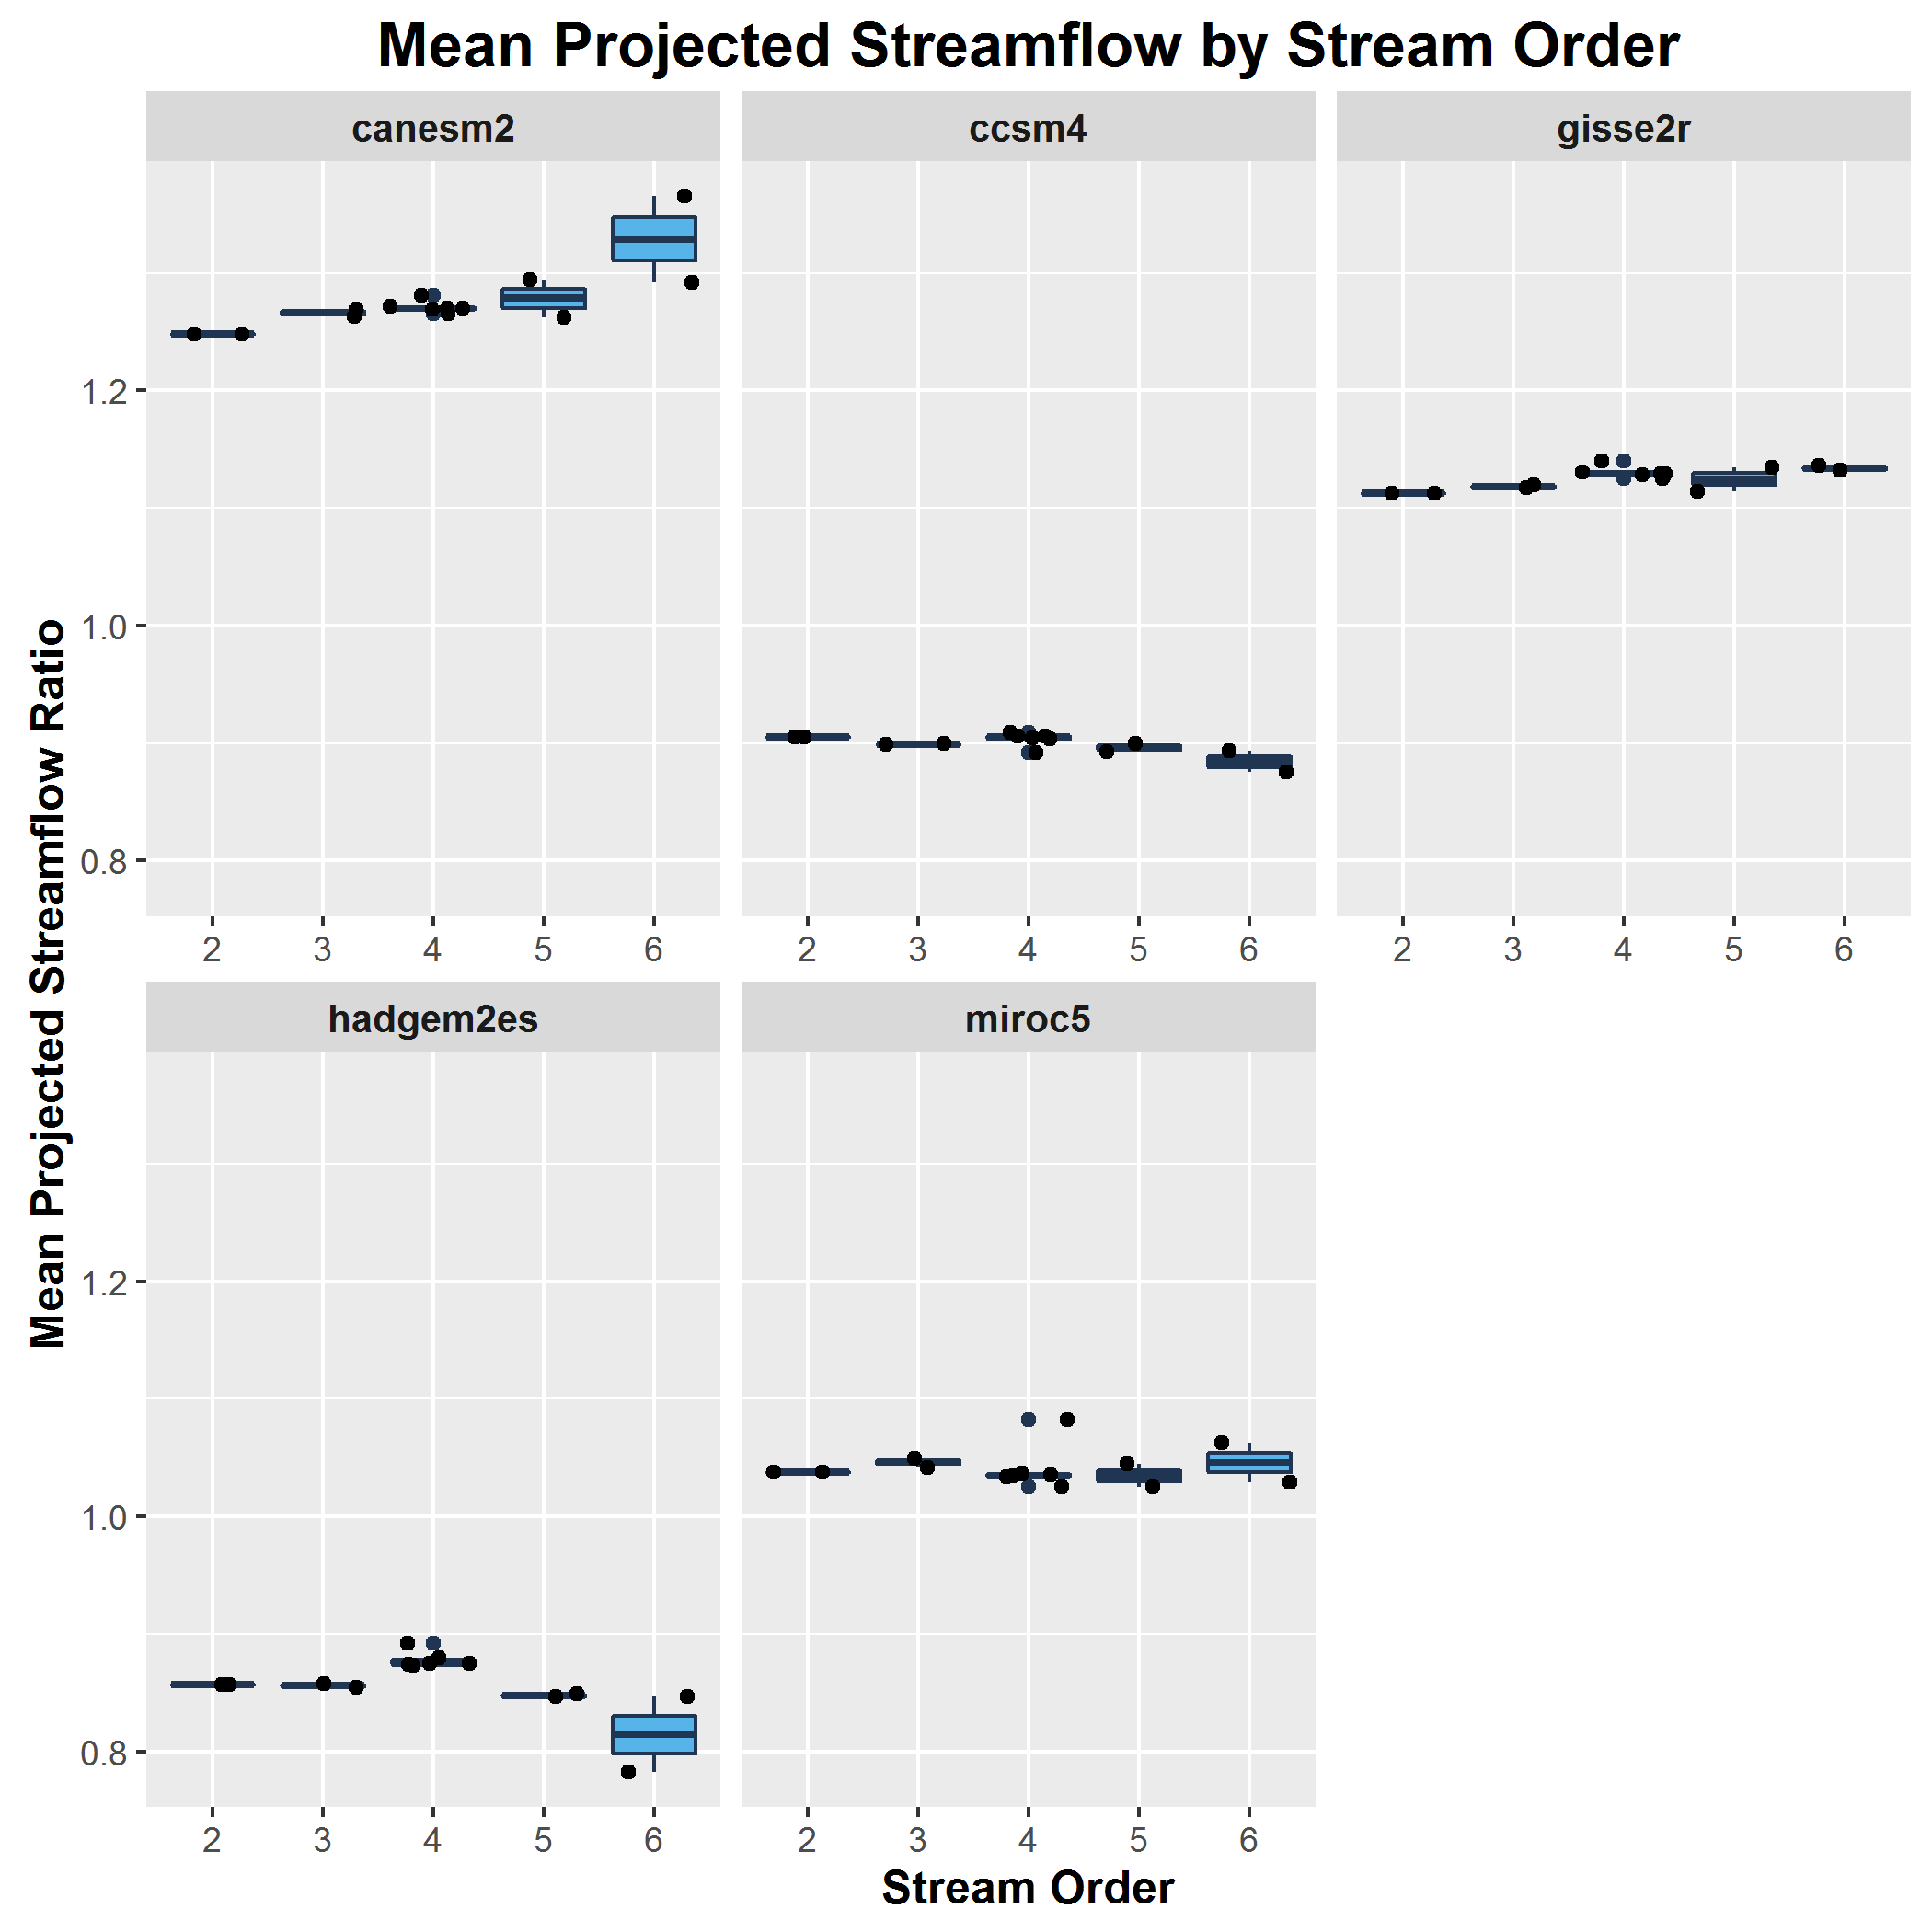 Mean Projected Streamflow by Stream Order
canesm2
ccsm4
gisse2r
Mean Projected Streamflow Ratio
1.2
1.0
0.8
2 3 4 5 6
2 3 4 5 6
2 3 4 5 6
hadgem2es
miroc5
1.2
1.0
0.8
2 3 4 5 6
2 3 4 5 6
Stream Order